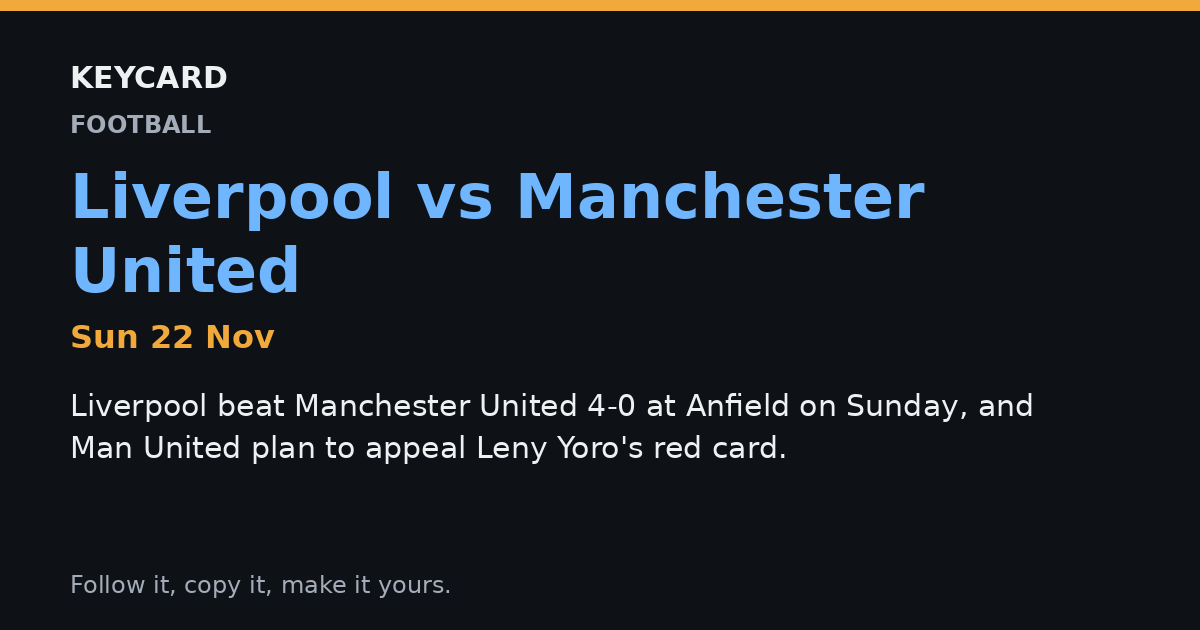 KEYCARD
FOOTBALL
Liverpool vs Manchester
United
Sun 22 Nov
Liverpool beat Manchester United 4-0 at Anfield on Sunday, and
Man United plan to appeal Leny Yoro's red card.
Follow it, copy it, make it yours.